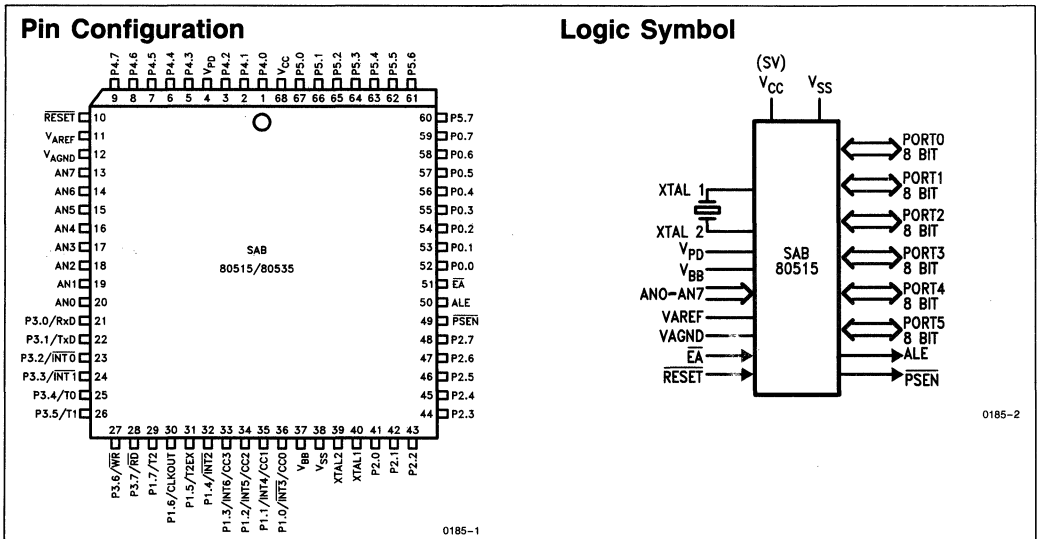 Pin Configuration
P4.7
P4.6
P4.5
P4.4
P4.3
VPD
P4.2
P4.1
P4.0
VCC
P5.0
P5.1
P5.2
P5.3
P5.4
P5.5
P5.6
9 8 7 6 5 4 3 2 1 68 67 66 65 64 63 62 61
RESET 10
VAREF 11
VAGND 12
AN7 13
AN6 14
AN5 15
AN4 16
AN3 17
AN2 18
AN1 19
AN0 20
P3.0/RxD 21
P3.1/TxD 22
P3.2/INT0 23
P3.3/INT1 24
P3.4/T0 25
P3.5/T1 26
SAB
80515/80535
60 P5.7
59 P0.7
58 P0.6
57 P0.5
56 P0.4
55 P0.3
54 P0.2
53 P0.1
52 P0.0
51 EA
50 ALE
49 PSEN
48 P2.7
47 P2.6
46 P2.5
45 P2.4
44 P2.3
27 28 29 30 31 32 33 34 35 36 37 38 39 40 41 42 43
P3.6/WR
P3.7/RD
P1.7/T2
P1.6/CLKOUT
P1.5/T2EX
P1.4/INT2
P1.3/INT6/CC3
P1.2/INT5/CC2
P1.1/INT4/CC1
P1.0/INT3/CC0
VBB
VSS
XTAL2
XTAL1
P2.0
P2.1
P2.2
0185-1
Logic Symbol
(SV)
VCC
VSS
XTAL 1
XTAL 2
VPD
VBB
AN0-AN7
VAREF
VAGND
EA
RESET
SAB
80515
PORT0
8 BIT
PORT1
8 BIT
PORT2
8 BIT
PORT3
8 BIT
PORT4
8 BIT
PORT5
8 BIT
ALE
PSEN
0185-2